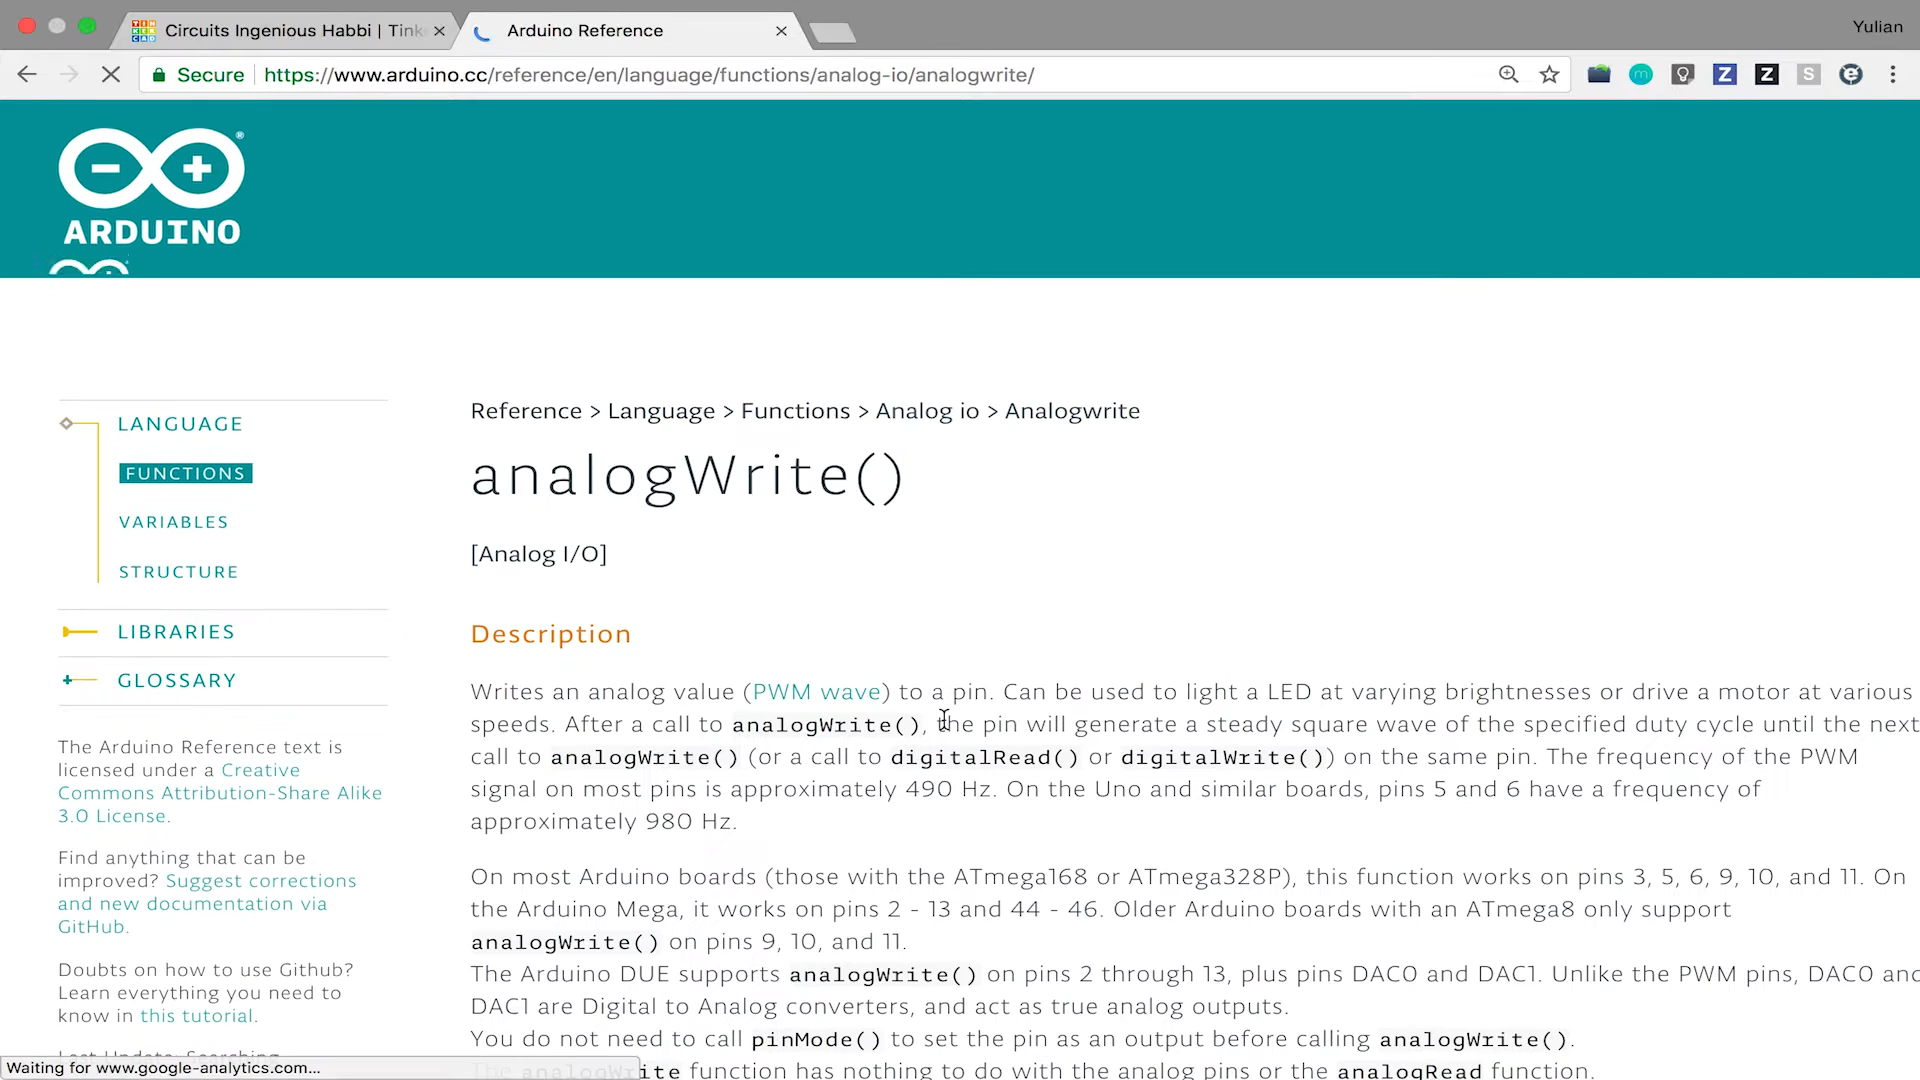 Circuits Ingenious Habbi | Tink
Arduino Reference
Yulian
Secure
https://www.arduino.cc/reference/en/language/functions/analog-io/analogwrite/
ARDUINO
LANGUAGE
FUNCTIONS
VARIABLES
STRUCTURE
LIBRARIES
GLOSSARY
The Arduino Reference text is
licensed under a Creative
Commons Attribution-Share Alike
3.0 License.
Find anything that can be
improved? Suggest corrections
and new documentation via
GitHub.
Doubts on how to use Github?
Learn everything you need to
know in this tutorial.
Reference > Language > Functions > Analog io > Analogwrite
analogWrite()
[Analog I/O]
Description
Writes an analog value (PWM wave) to a pin. Can be used to light a LED at varying brightnesses or drive a motor at various
speeds. After a call to analogWrite(), the pin will generate a steady square wave of the specified duty cycle until the next
call to analogWrite() (or a call to digitalRead() or digitalWrite()) on the same pin. The frequency of the PWM
signal on most pins is approximately 490 Hz. On the Uno and similar boards, pins 5 and 6 have a frequency of
approximately 980 Hz.
On most Arduino boards (those with the ATmega168 or ATmega328P), this function works on pins 3, 5, 6, 9, 10, and 11. On
the Arduino Mega, it works on pins 2 - 13 and 44 - 46. Older Arduino boards with an ATmega8 only support
analogWrite() on pins 9, 10, and 11.
The Arduino DUE supports analogWrite() on pins 2 through 13, plus pins DAC0 and DAC1. Unlike the PWM pins, DAC0 and
DAC1 are Digital to Analog converters, and act as true analog outputs.
You do not need to call pinMode() to set the pin as an output before calling analogWrite().
The analogWrite function has nothing to do with the analog pins or the analogRead function.
Waiting for www.google-analytics.com...